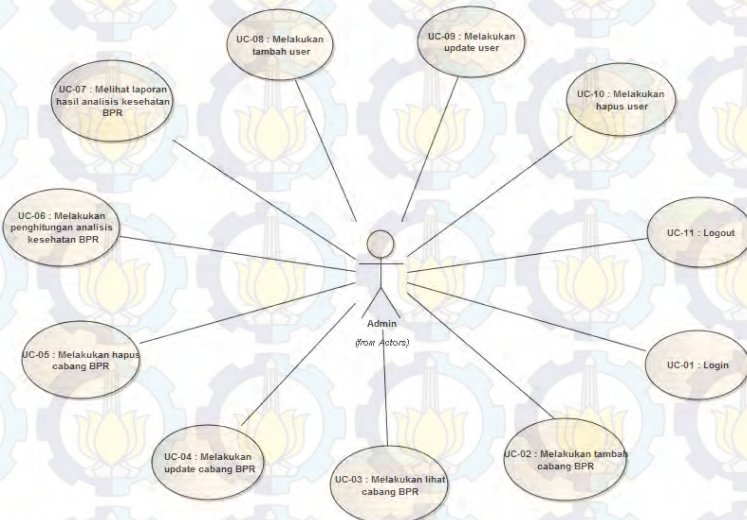 UC-08 : Melakukan
tambah user
UC-09 : Melakukan
update user
UC-07 : Melihat laporan
hasil analisis kesehatan
BPR
UC-10 : Melakukan
hapus user
UC-06 : Melakukan
penghitungan analisis
kesehatan BPR
UC-11 : Logout
Admin
(from Actors)
UC-05 : Melakukan hapus
cabang BPR
UC-01 : Login
UC-04 : Melakukan
update cabang BPR
UC-03 : Melakukan lihat
cabang BPR
UC-02 : Melakukan tambah
cabang BPR